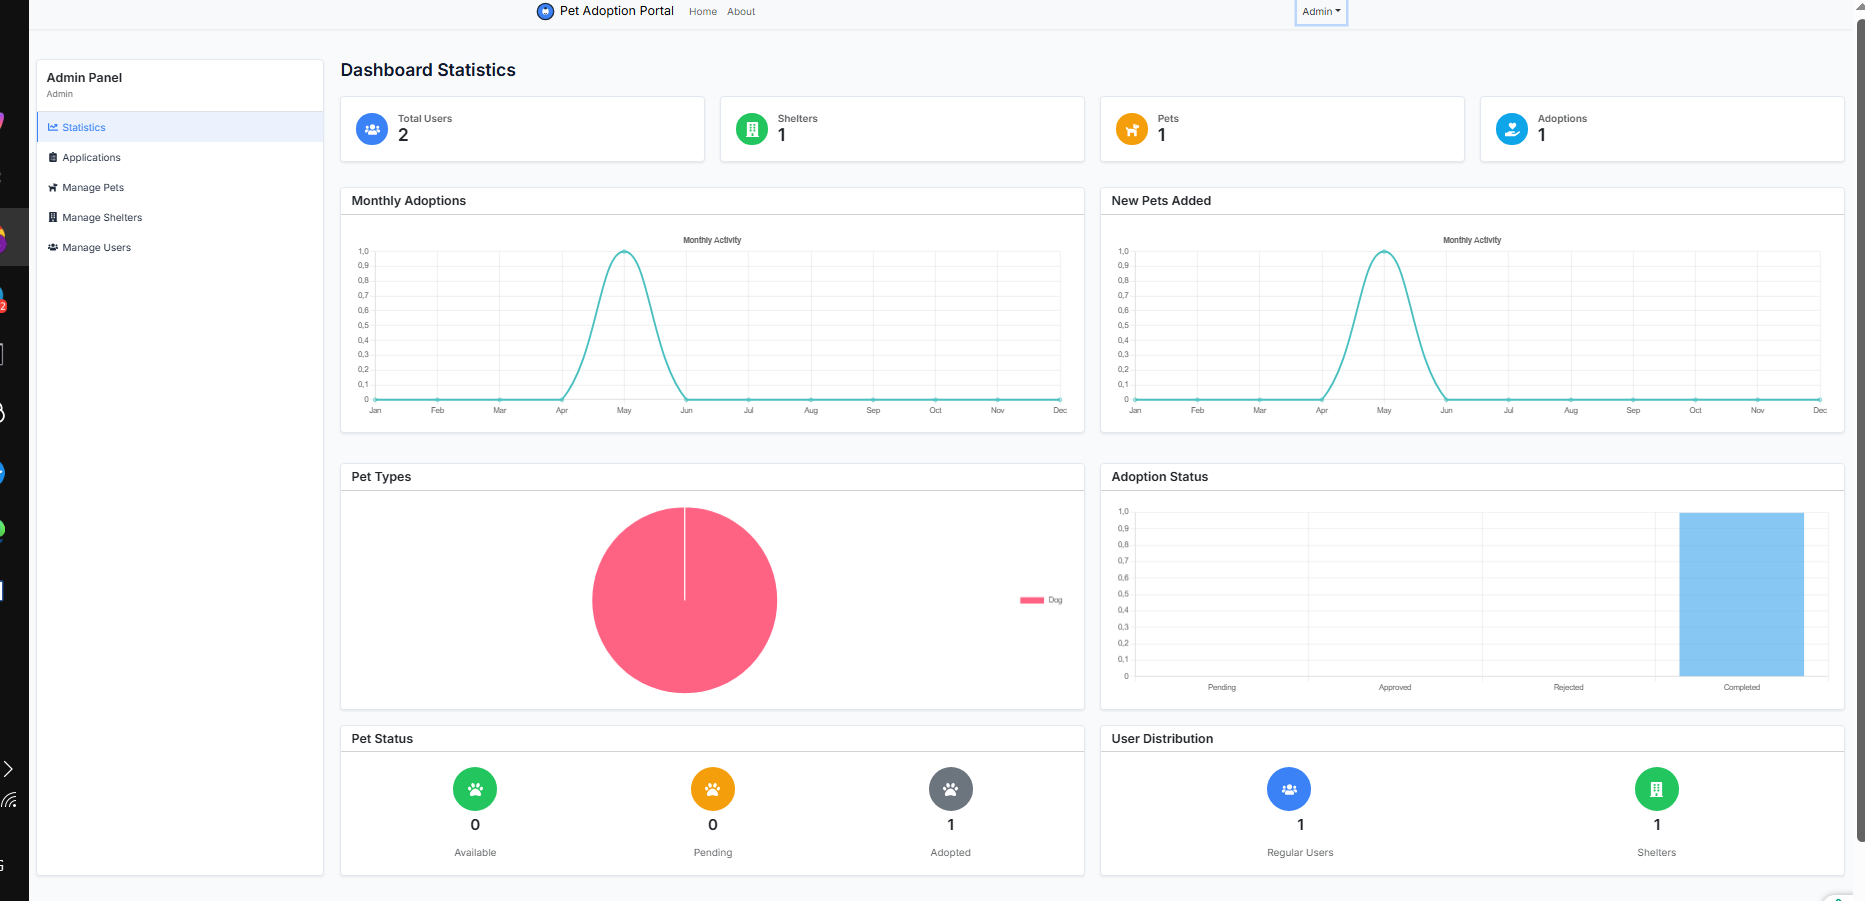 Pet Adoption Portal Home About Admin
Admin Panel
Admin
Statistics
Applications
Manage Pets
Manage Shelters
Manage Users
2
Dashboard Statistics
Total Users
2
Shelters
1
Pets
1
Adoptions
1
Monthly Adoptions
Monthly Activity
1,0
0,9
0,8
0,7
0,6
0,5
0,4
0,3
0,2
0,1
0
Jan Feb Mar Apr May Jun Jul Aug Sep Oct Nov Dec
New Pets Added
Monthly Activity
1,0
0,9
0,8
0,7
0,6
0,5
0,4
0,3
0,2
0,1
0
Jan Feb Mar Apr May Jun Jul Aug Sep Oct Nov Dec
Pet Types
Dog
Adoption Status
1,0
0,9
0,8
0,7
0,6
0,5
0,4
0,3
0,2
0,1
0
Pending Approved Rejected Completed
Pet Status
0 0 1
Available Pending Adopted
User Distribution
1 1
Regular Users Shelters